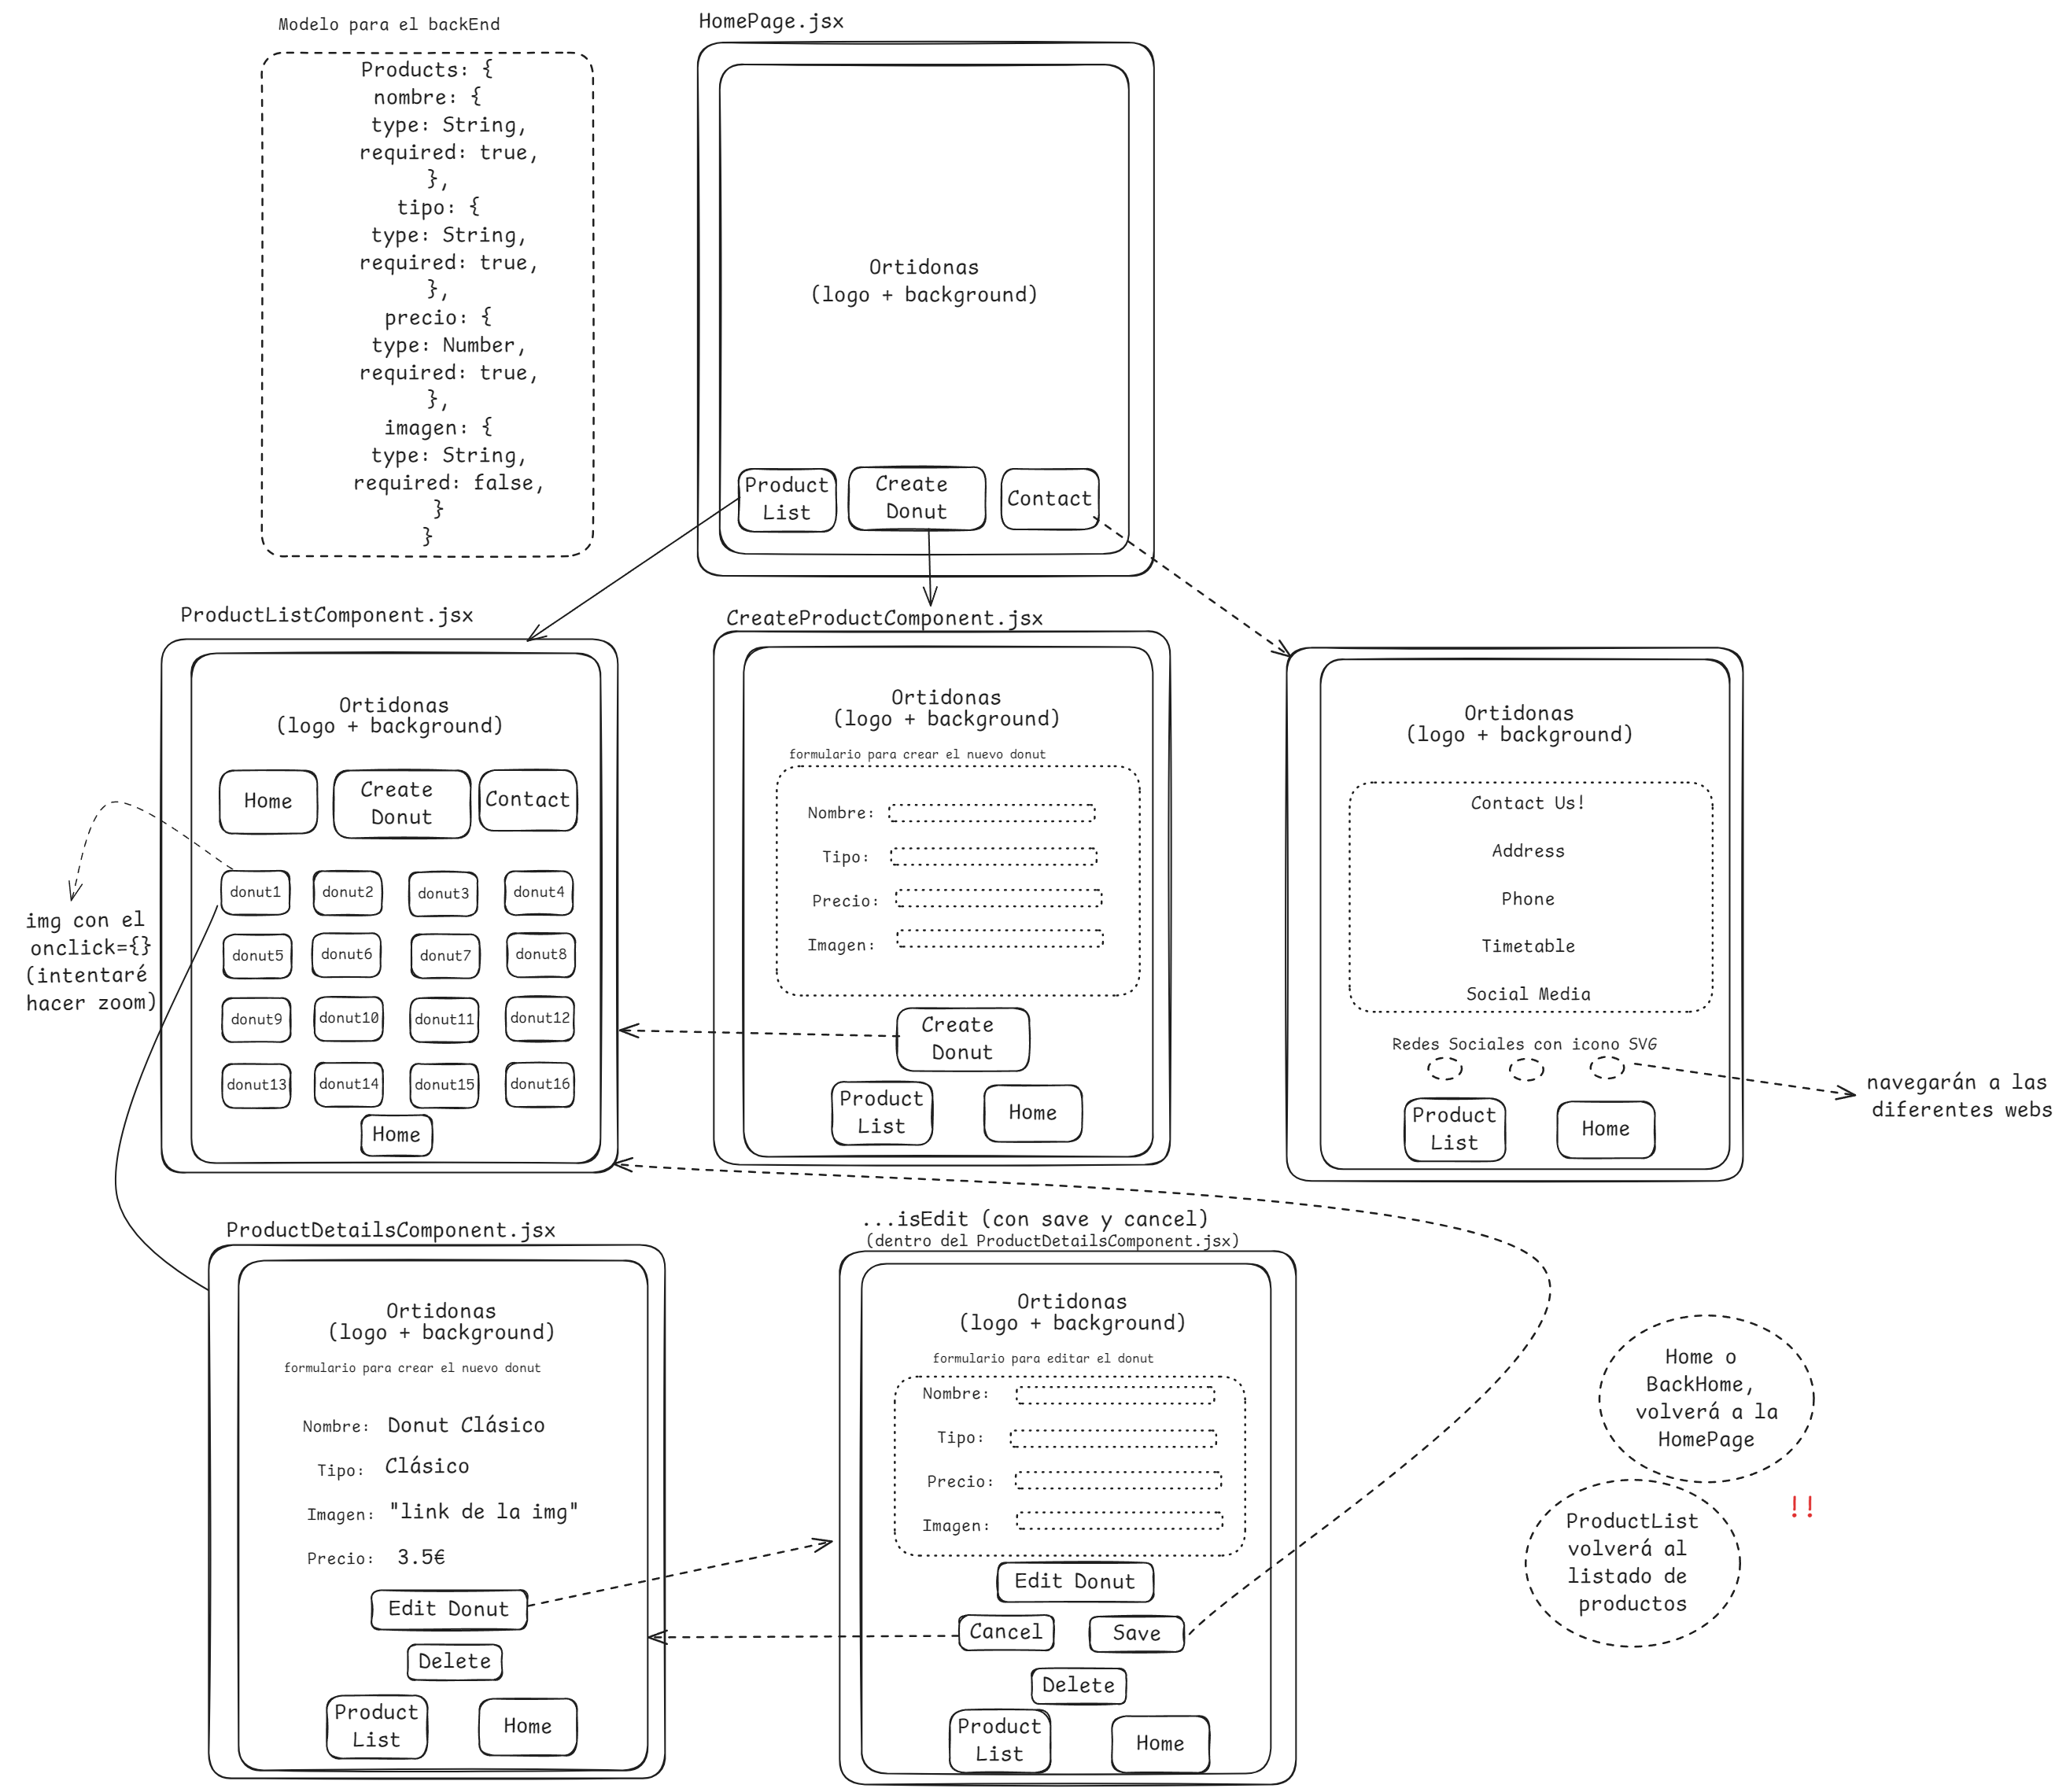 Modelo para el backEnd
Products: {
nombre: {
type: String,
required: true,
},
tipo: {
type: String,
required: true,
},
precio: {
type: Number,
required: true,
},
imagen: {
type: String,
required: false,
}
}
HomePage.jsx
Ortidonas
(logo + background)
Product
List
Create
Donut
Contact
ProductListComponent.jsx
Ortidonas
(logo + background)
Home
Create
Donut
Contact
donut1
donut2
donut3
donut4
donut5
donut6
donut7
donut8
donut9
donut10
donut11
donut12
donut13
donut14
donut15
donut16
Home
img con el
onclick={}
(intentaré
hacer zoom)
CreateProductComponent.jsx
Ortidonas
(logo + background)
formulario para crear el nuevo donut
Nombre:
Tipo:
Precio:
Imagen:
Create
Donut
Product
List
Home
Ortidonas
(logo + background)
Contact Us!
Address
Phone
Timetable
Social Media
Redes Sociales con icono SVG
Product
List
Home
navegarán a las
diferentes webs
ProductDetailsComponent.jsx
Ortidonas
(logo + background)
formulario para crear el nuevo donut
Nombre: Donut Clásico
Tipo: Clásico
Imagen: "link de la img"
Precio: 3.5€
Edit Donut
Delete
Product
List
Home
...isEdit (con save y cancel)
(dentro del ProductDetailsComponent.jsx)
Ortidonas
(logo + background)
formulario para editar el donut
Nombre:
Tipo:
Precio:
Imagen:
Edit Donut
Cancel
Save
Delete
Product
List
Home
Home o
BackHome,
volverá a la
HomePage
!!
ProductList
volverá al
listado de
productos